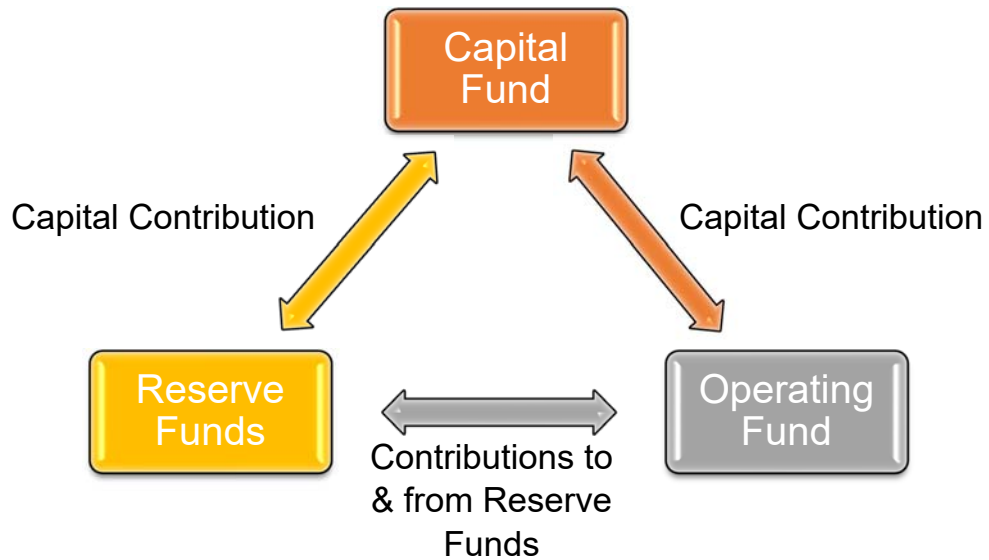 Capital
Fund
Capital Contribution
Capital Contribution
Reserve
Funds
Operating
Fund
Contributions to
& from Reserve
Funds